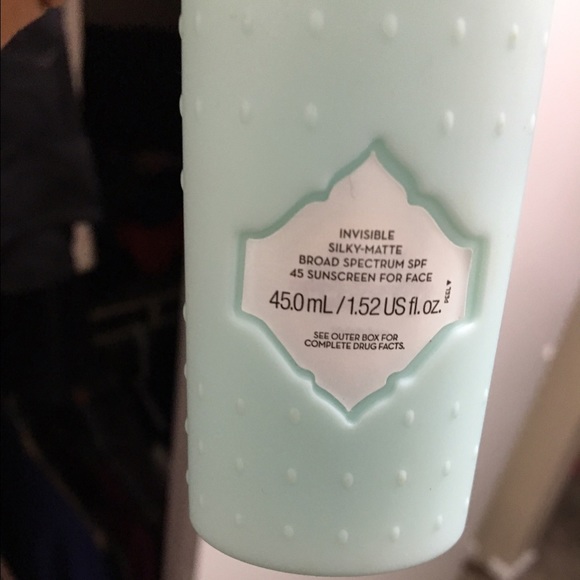 INVISIBLE
SILKY-MATTE
BROAD SPECTRUM SPF
45 SUNSCREEN FOR FACE
45.0 mL / 1.52 US fl. oz.
PEEL ▼
SEE OUTER BOX FOR
COMPLETE DRUG FACTS.